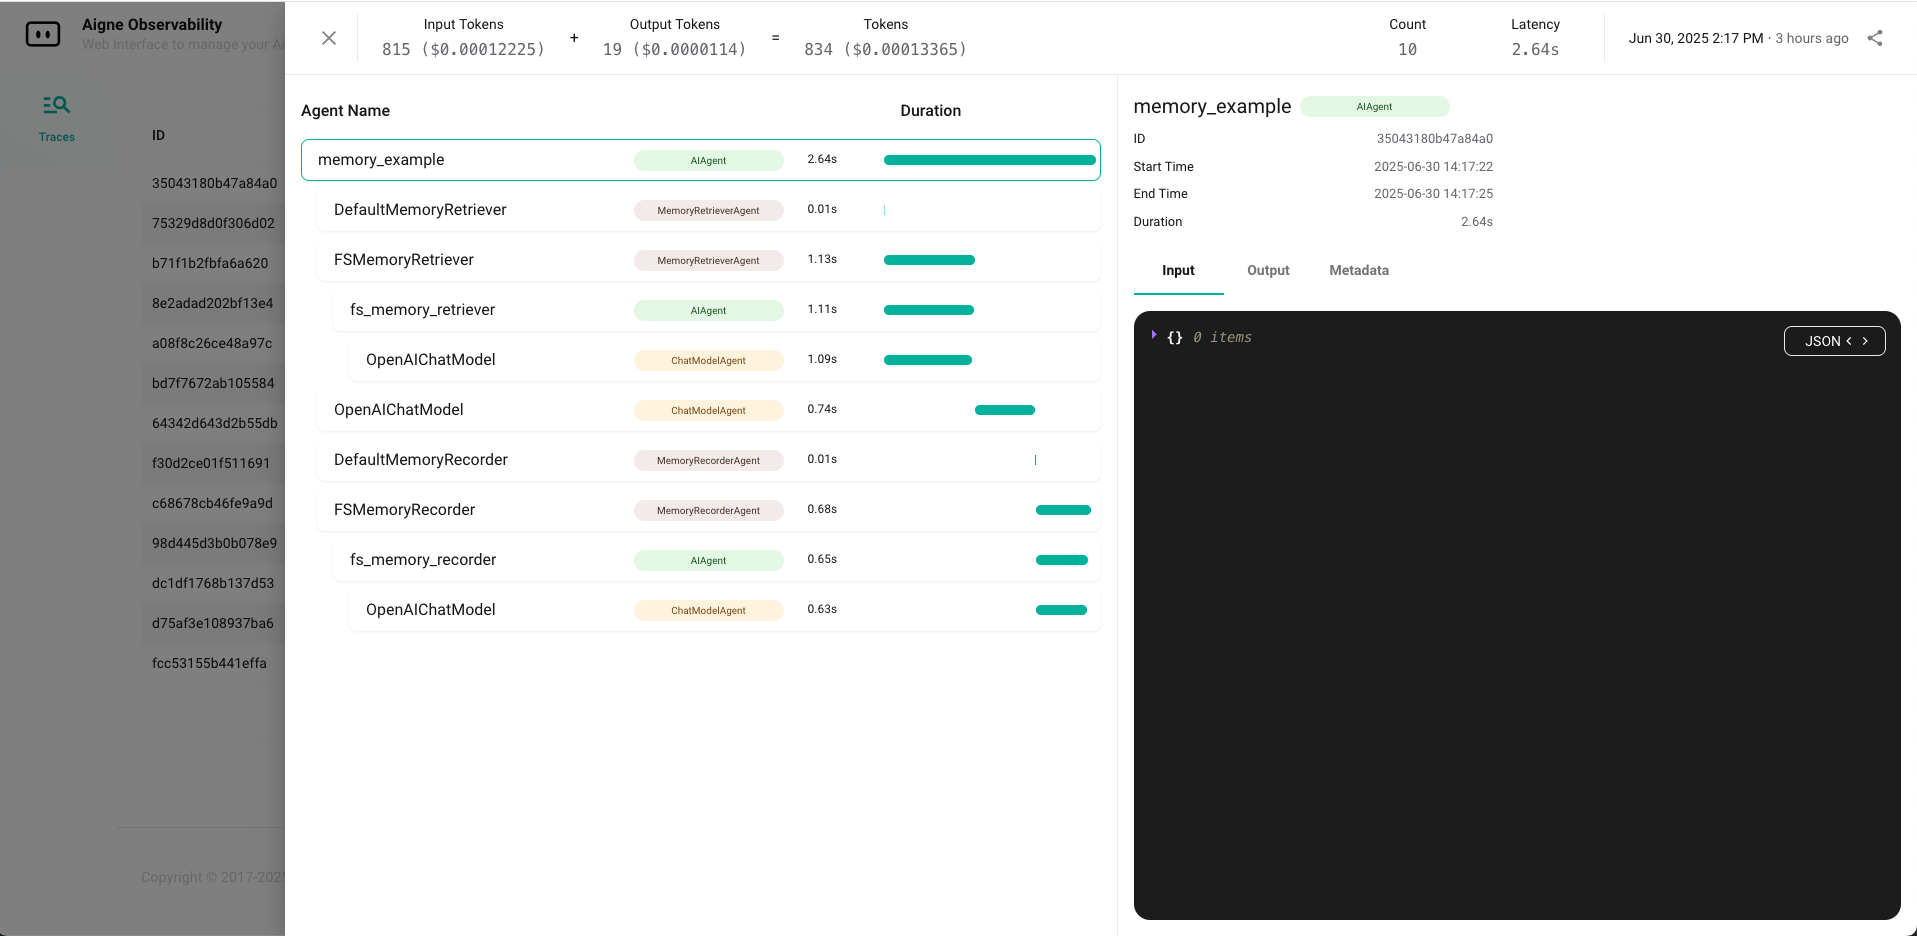 Aigne Observability
Web Interface to manage your Ai
Traces
ID
35043180b47a84a0
75329d8d0f306d02
b71f1b2fbfa6a620
8e2adad202bf13e4
a08f8c26ce48a97c
bd7f7672ab105584
64342d643d2b55db
f30d2ce01f511691
c68678cb46fe9a9d
98d445d3b0b078e9
dc1df1768b137d53
d75af3e108937ba6
fcc53155b441effa
Copyright © 2017-2025
Input Tokens
815 ($0.00012225)
+
Output Tokens
19 ($0.0000114)
=
Tokens
834 ($0.00013365)
Count
10
Latency
2.64s
Jun 30, 2025 2:17 PM · 3 hours ago
Agent Name Duration
memory_example AIAgent 2.64s
DefaultMemoryRetriever MemoryRetrieverAgent 0.01s
FSMemoryRetriever MemoryRetrieverAgent 1.13s
fs_memory_retriever AIAgent 1.11s
OpenAIChatModel ChatModelAgent 1.09s
OpenAIChatModel ChatModelAgent 0.74s
DefaultMemoryRecorder MemoryRecorderAgent 0.01s
FSMemoryRecorder MemoryRecorderAgent 0.68s
fs_memory_recorder AIAgent 0.65s
OpenAIChatModel ChatModelAgent 0.63s
memory_example AIAgent
ID 35043180b47a84a0
Start Time 2025-06-30 14:17:22
End Time 2025-06-30 14:17:25
Duration 2.64s
Input Output Metadata
{} 0 items
JSON < >